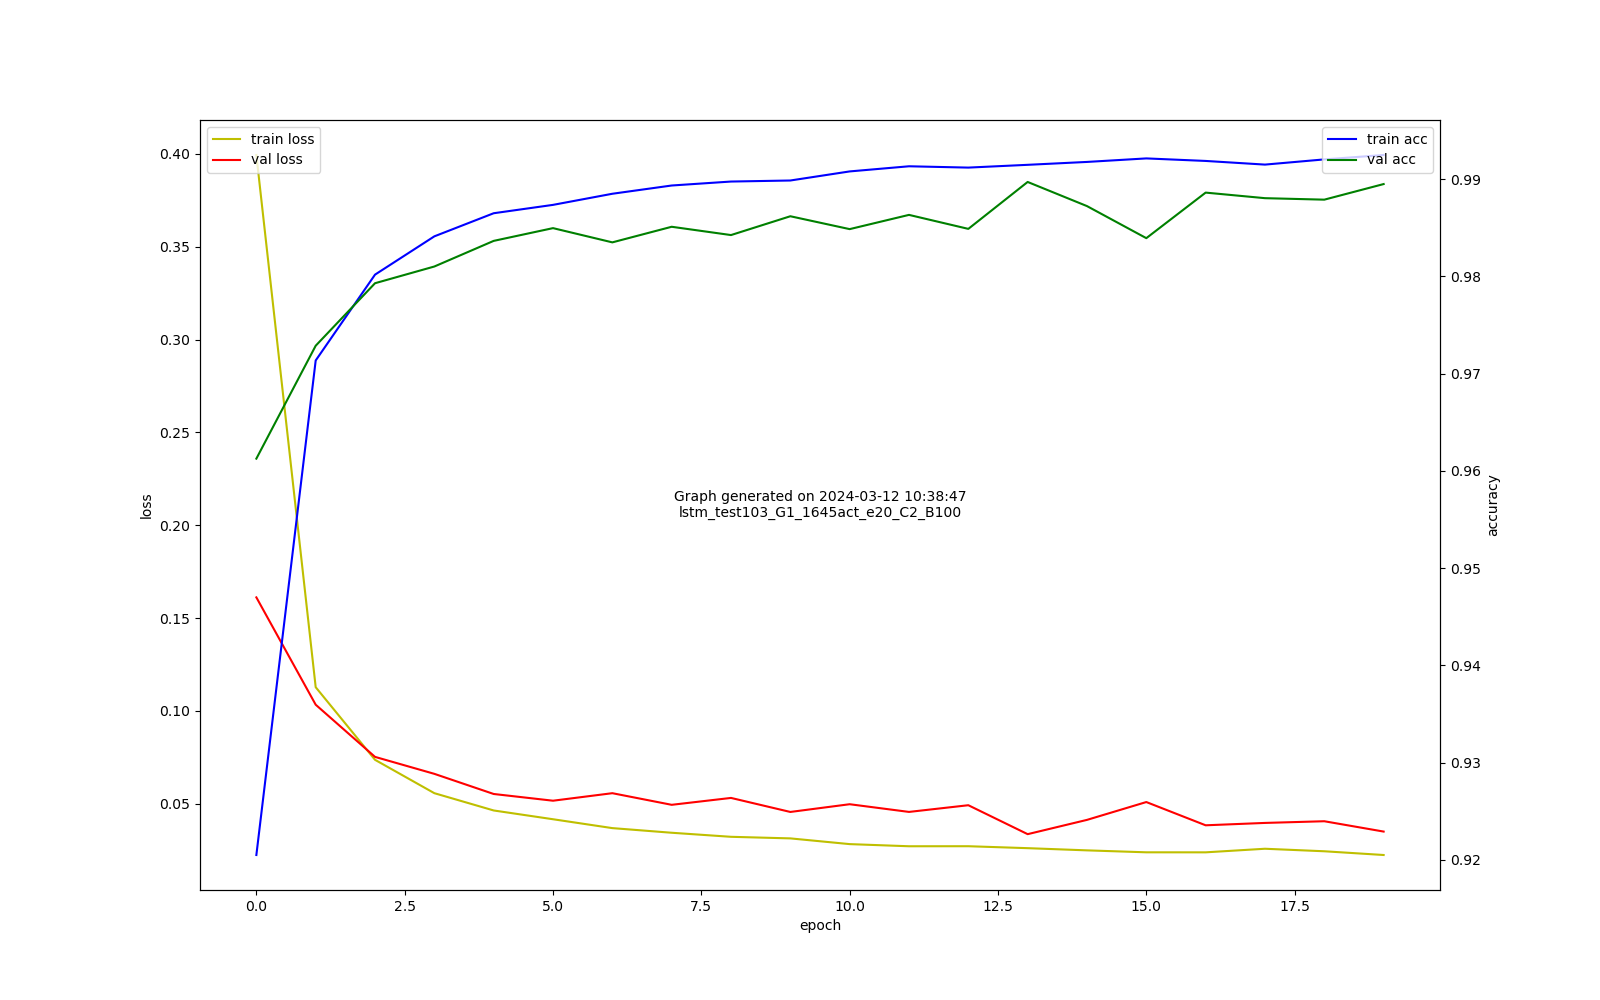 train loss
val loss
train acc
val acc
0.40
0.35
0.30
0.25
0.20
0.15
0.10
0.05
loss
0.99
0.98
0.97
0.96
0.95
0.94
0.93
0.92
accuracy
Graph generated on 2024-03-12 10:38:47
lstm_test103_G1_1645act_e20_C2_B100
0.0 2.5 5.0 7.5 10.0 12.5 15.0 17.5
epoch